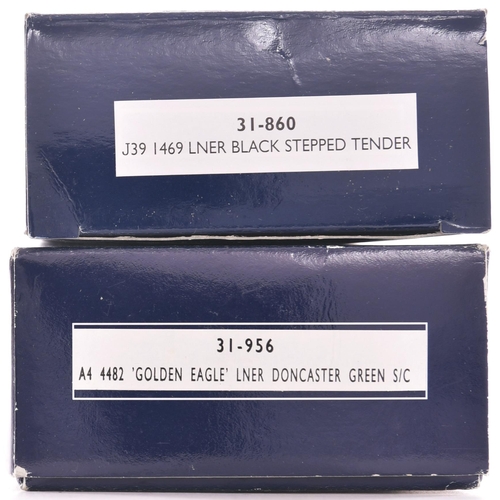 31-860
J39 1469 LNER BLACK STEPPED TENDER
31-956
A4 4482 'GOLDEN EAGLE' LNER DONCASTER GREEN S/C